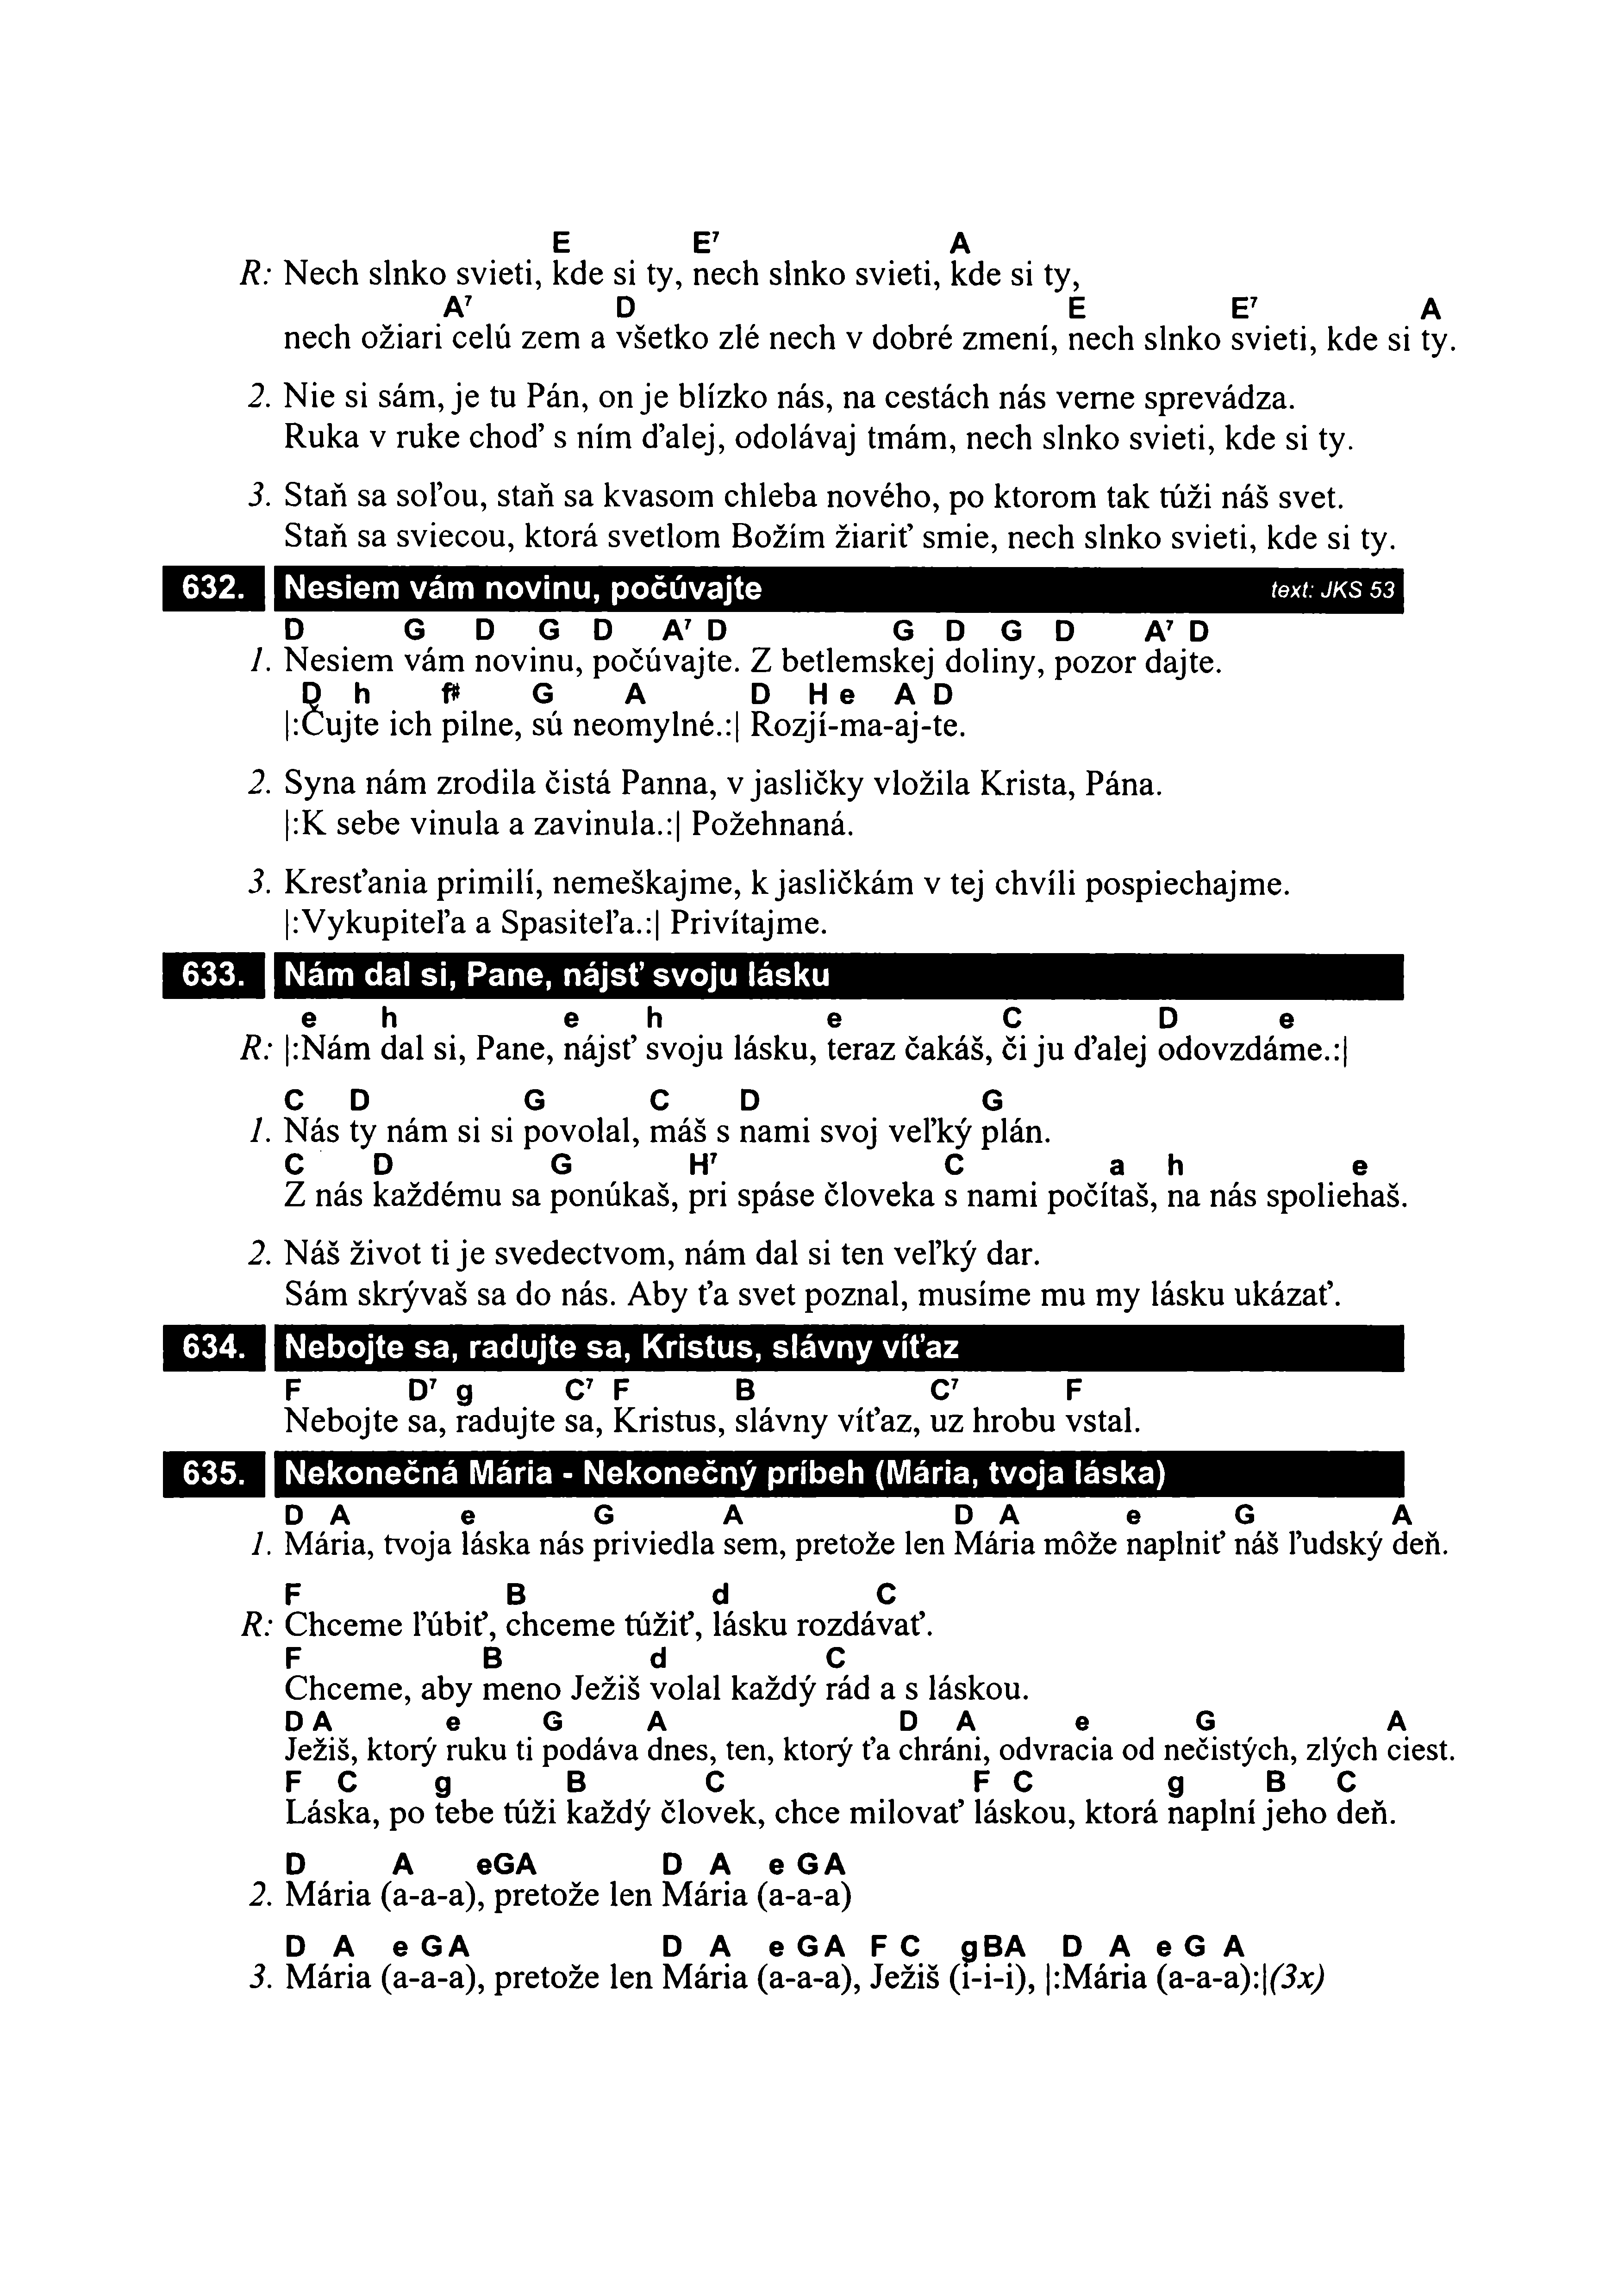 E E7 A
R: Nech slnko svieti, kde si ty, nech slnko svieti, kde si ty,
A7 D E E7 A
nech ožiari celú zem a všetko zlé nech v dobré zmení, nech slnko svieti, kde si ty.
2. Nie si sám, je tu Pán, on je blízko nás, na cestách nás verne sprevádza.
Ruka v ruke choď s ním ďalej, odolávaj tmám, nech slnko svieti, kde si ty.
3. Staň sa soľou, staň sa kvasom chleba nového, po ktorom tak túži náš svet.
Staň sa sviecou, ktorá svetlom Božím žiariť smie, nech slnko svieti, kde si ty.
632. Nesiem vám novinu, počúvajte text: JKS 53
D G D G D A7 D G D G D A7 D
1. Nesiem vám novinu, počúvajte. Z betlemskej doliny, pozor dajte.
D h f# G A D H e A D
|:Čujte ich pilne, sú neomylné.:| Rozjí-ma-aj-te.
2. Syna nám zrodila čistá Panna, v jasličky vložila Krista, Pána.
|:K sebe vinula a zavinula.:| Požehnaná.
3. Kresťania primilí, nemeškajme, k jasličkám v tej chvíli pospiechajme.
|:Vykupiteľa a Spasiteľa.:| Privítajme.
633. Nám dal si, Pane, nájsť svoju lásku
e h e h e C D e
R: |:Nám dal si, Pane, nájsť svoju lásku, teraz čakáš, či ju ďalej odovzdáme.:|
C D G C D G
1. Nás ty nám si si povolal, máš s nami svoj veľký plán.
C D G H7 C a h e
Z nás každému sa ponúkaš, pri spáse človeka s nami počítaš, na nás spoliehaš.
2. Náš život ti je svedectvom, nám dal si ten veľký dar.
Sám skrývaš sa do nás. Aby ťa svet poznal, musíme mu my lásku ukázať.
634. Nebojte sa, radujte sa, Kristus, slávny víťaz
F D7 g C7 F B C7 F
Nebojte sa, radujte sa, Kristus, slávny víťaz, uz hrobu vstal.
635. Nekonečná Mária - Nekonečný príbeh (Mária, tvoja láska)
D A e G A D A e G A
1. Mária, tvoja láska nás priviedla sem, pretože len Mária môže naplniť náš ľudský deň.
F B d C
R: Chceme ľúbiť, chceme túžiť, lásku rozdávať.
F B d C
Chceme, aby meno Ježiš volal každý rád a s láskou.
D A e G A D A e G A
Ježiš, ktorý ruku ti podáva dnes, ten, ktorý ťa chráni, odvracia od nečistých, zlých ciest.
F C g B C F C g B C
Láska, po tebe túži každý človek, chce milovať láskou, ktorá naplní jeho deň.
D A eGA D A e G A
2. Mária (a-a-a), pretože len Mária (a-a-a)
D A e G A D A e G A F C gBA D A e G A
3. Mária (a-a-a), pretože len Mária (a-a-a), Ježiš (i-i-i), |:Mária (a-a-a):|(3x)